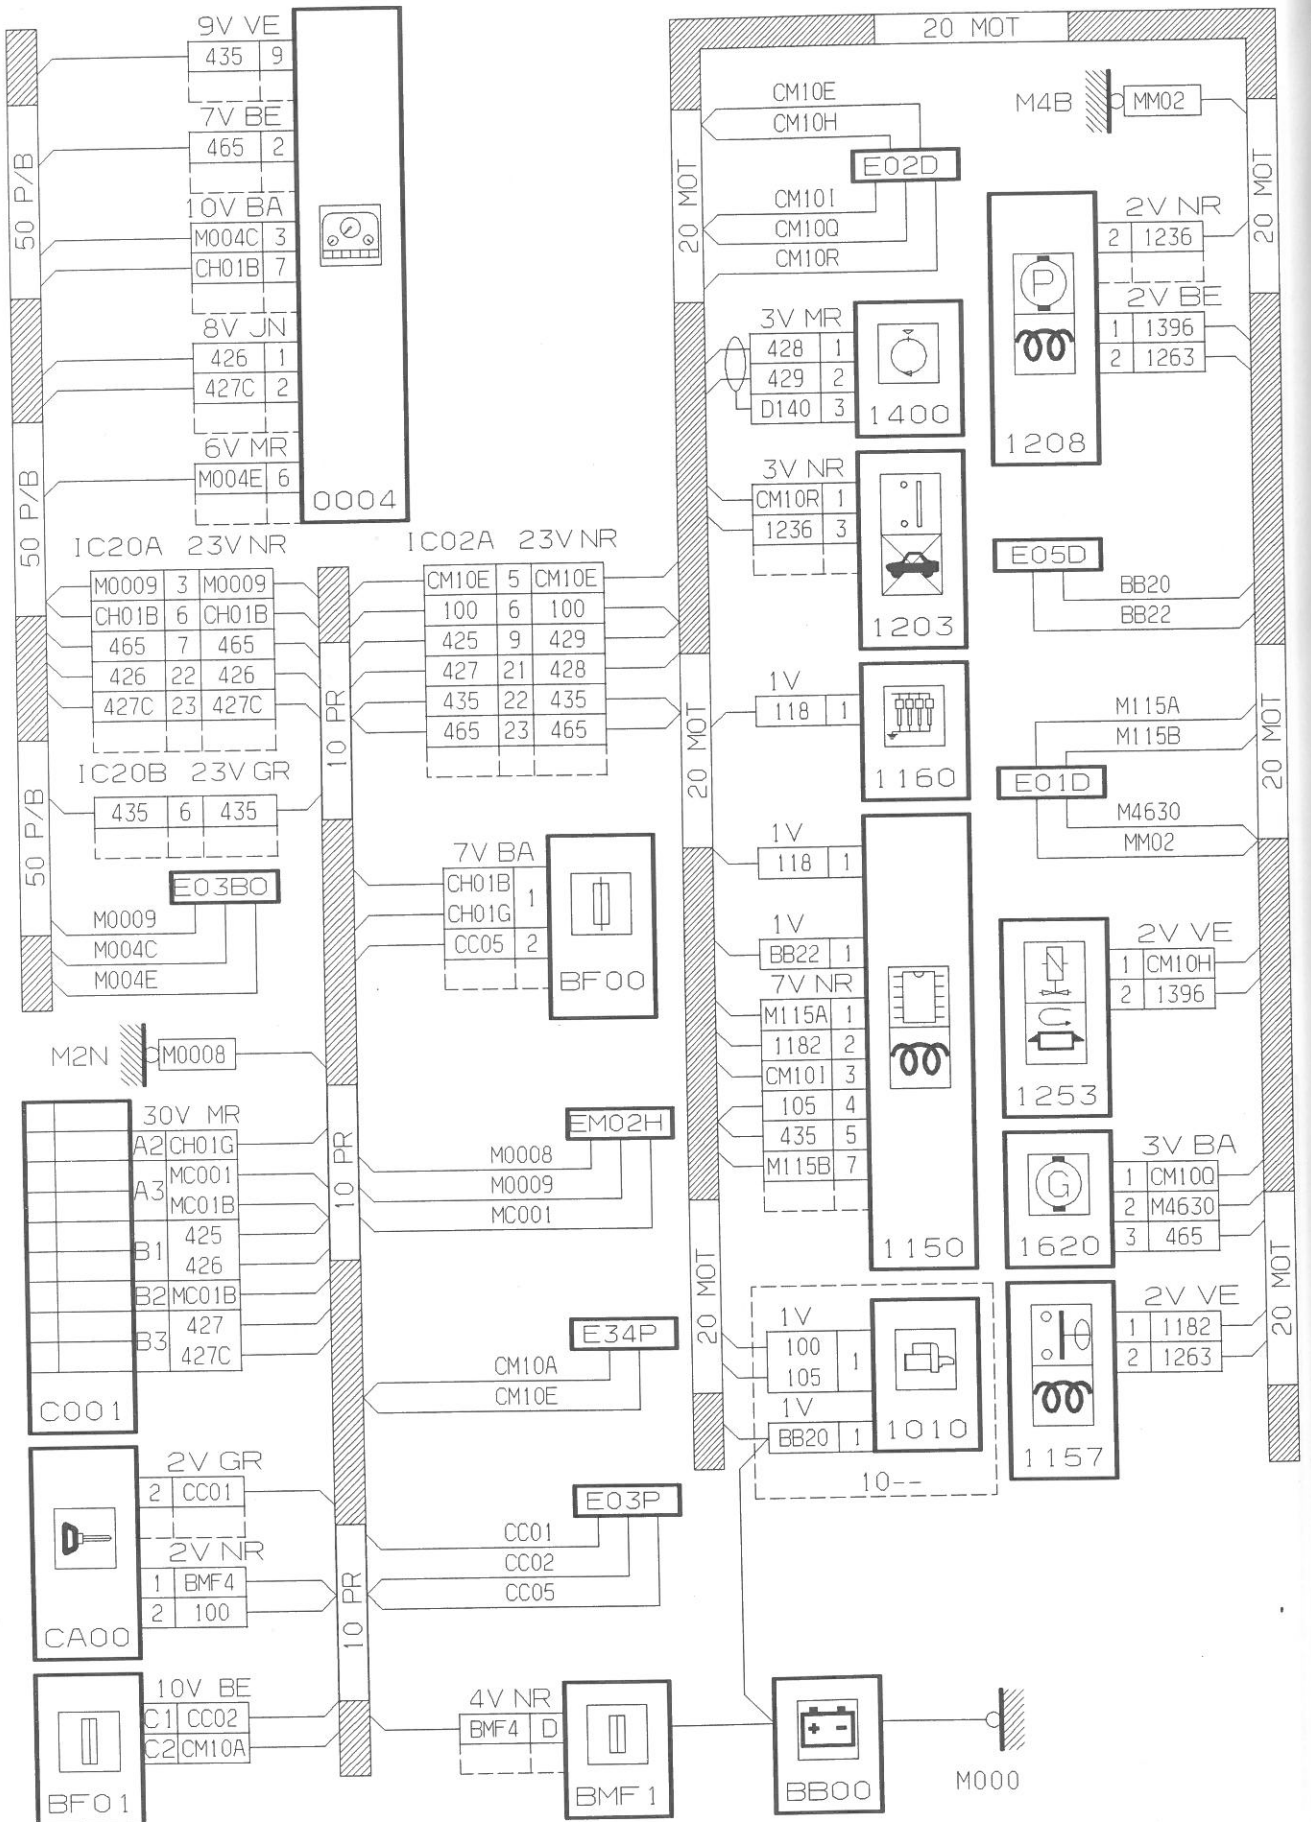 9V VE
435 9
7V BE
465 2
10V BA
M004C 3
CH01B 7
8V JN
426 1
427C 2
6V MR
M004E 6
0004
50 P/B
50 P/B
50 P/B
IC20A 23V NR
M0009 3 M0009
CH01B 6 CH01B
465 7 465
426 22 426
427C 23 427C
IC20B 23V GR
435 6 435
E03B0
M0009
M004C
M004E
M2N
M0008
30V MR
A2 CH01G
A3 MC001
MC01B
B1 425
426
B2 MC01B
B3 427
427C
C001
2V GR
2 CC01
2V NR
1 BMF4
2 100
CA00
10V BE
C1 CC02
C2 CM10A
BF01
10 PR
10 PR
10 PR
IC02A 23V NR
CM10E 5 CM10E
100 6 100
425 9 429
427 21 428
435 22 435
465 23 465
7V BA
CH01B 1
CH01G
CC05 2
BF00
EM02H
M0008
M0009
MC001
E34P
CM10A
CM10E
E03P
CC01
CC02
CC05
4V NR
BMF4 D
BMF1
BB00
M000
20 MOT
20 MOT
20 MOT
20 MOT
CM10E
CM10H
E02D
CM10I
CM10Q
CM10R
3V MR
428 1
429 2
D140 3
1400
3V NR
CM10R 1
1236 3
1203
1V
118 1
1160
1V
118 1
1V
BB22 1
7V NR
M115A 1
1182 2
CM10I 3
105 4
435 5
M115B 7
1150
1V
100 1
105
1V
BB20 1
1010
10--
M4B
MM02
2V NR
2 1236
2V BE
1 1396
2 1263
1208
E05D
BB20
BB22
M115A
M115B
E01D
M4630
MM02
2V VE
1 CM10H
2 1396
1253
3V BA
1 CM10Q
2 M4630
3 465
1620
2V VE
1 1182
2 1263
1157
20 MOT
20 MOT
20 MOT